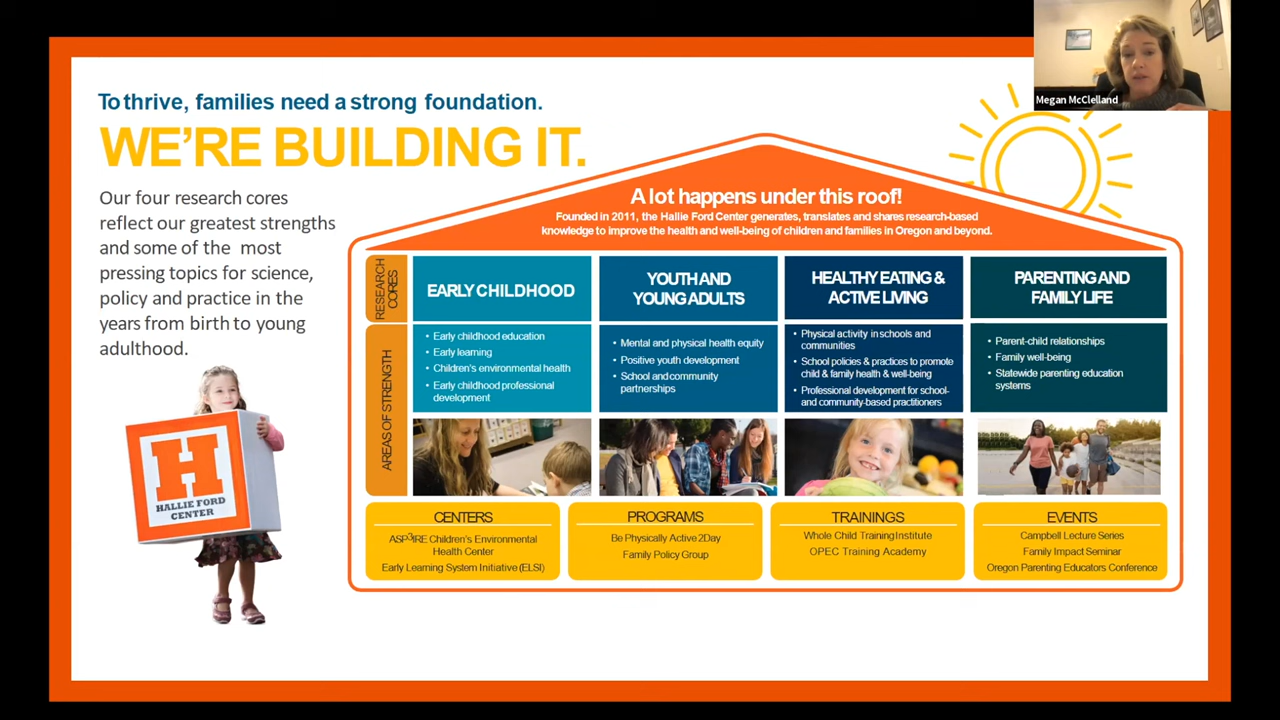 Megan McClelland
To thrive, families need a strong foundation.
WE'RE BUILDING IT.
Our four research cores
reflect our greatest strengths
and some of the most
pressing topics for science,
policy and practice in the
years from birth to young
adulthood.
H
HALLIE FORD
CENTER
A lot happens under this roof!
Founded in 2011, the Hallie Ford Center generates, translates and shares research-based
knowledge to improve the health and well-being of children and families in Oregon and beyond.
RESEARCH
CORES
EARLY CHILDHOOD
YOUTH AND
YOUNG ADULTS
HEALTHY EATING &
ACTIVE LIVING
PARENTING AND
FAMILY LIFE
AREAS OF STRENGTH
• Early childhood education
• Early learning
• Children's environmental health
• Early childhood professional
development
• Mental and physical health equity
• Positive youth development
• School and community
partnerships
• Physical activity in schools and
communities
• School policies & practices to promote
child & family health & well-being
• Professional development for school-
and community-based practitioners
• Parent-child relationships
• Family well-being
• Statewide parenting education
systems
CENTERS
ASP³IRE Children's Environmental
Health Center
Early Learning System Initiative (ELSI)
PROGRAMS
Be Physically Active 2Day
Family Policy Group
TRAININGS
Whole Child Training Institute
OPEC Training Academy
EVENTS
Campbell Lecture Series
Family Impact Seminar
Oregon Parenting Educators Conference